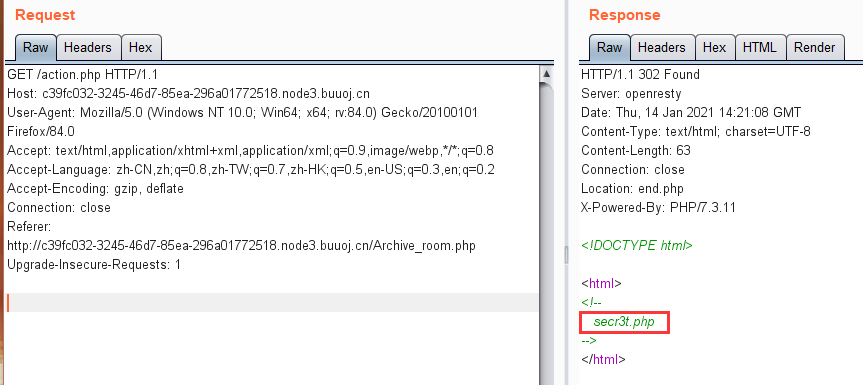 Request
Raw Headers Hex
GET /action.php HTTP/1.1
Host: c39fc032-3245-46d7-85ea-296a01772518.node3.buuoj.cn
User-Agent: Mozilla/5.0 (Windows NT 10.0; Win64; x64; rv:84.0) Gecko/20100101
Firefox/84.0
Accept: text/html,application/xhtml+xml,application/xml;q=0.9,image/webp,*/*;q=0.8
Accept-Language: zh-CN,zh;q=0.8,zh-TW;q=0.7,zh-HK;q=0.5,en-US;q=0.3,en;q=0.2
Accept-Encoding: gzip, deflate
Connection: close
Referer:
http://c39fc032-3245-46d7-85ea-296a01772518.node3.buuoj.cn/Archive_room.php
Upgrade-Insecure-Requests: 1
Response
Raw Headers Hex HTML Render
HTTP/1.1 302 Found
Server: openresty
Date: Thu, 14 Jan 2021 14:21:08 GMT
Content-Type: text/html; charset=UTF-8
Content-Length: 63
Connection: close
Location: end.php
X-Powered-By: PHP/7.3.11
<!DOCTYPE html>
<html>
<!--
secr3t.php
-->
</html>